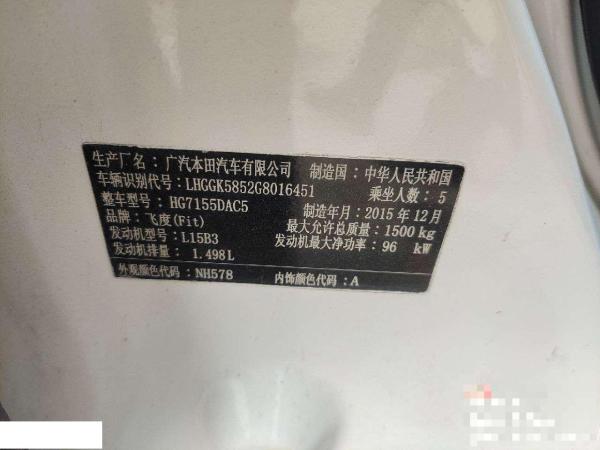 生产厂名：广汽本田汽车有限公司 制造国：中华人民共和国
车辆识别代号：LHGGK5852G8016451 乘坐人数：5
整车型号：HG7155DAC5 制造年月：2015年12月
品牌：飞度(Fit) 最大允许总质量：1500kg
发动机型号：L15B3 发动机最大净功率：96 kW
发动机排量：1.498L
外观颜色代码：NH578 内饰颜色代码：A